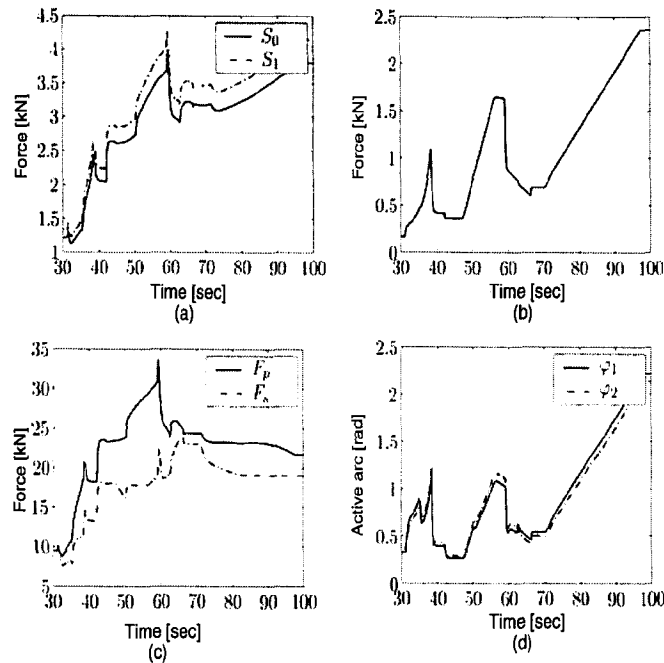 4.5
4
3.5
3
2.5
2
1.5
1
Force [kN]
S₀
S₁
30 40 50 60 70 80 90 100
Time [sec]
(a)
2.5
2
1.5
1
0.5
0
Force [kN]
30 40 50 60 70 80 90 100
Time [sec]
(b)
35
30
25
20
15
10
5
Force [kN]
Fₚ
Fₛ
30 40 50 60 70 80 90 100
Time [sec]
(c)
2.5
2
1.5
1
0.5
0
Active arc [rad]
φ₁
φ₂
30 40 50 60 70 80 90 100
Time [sec]
(d)